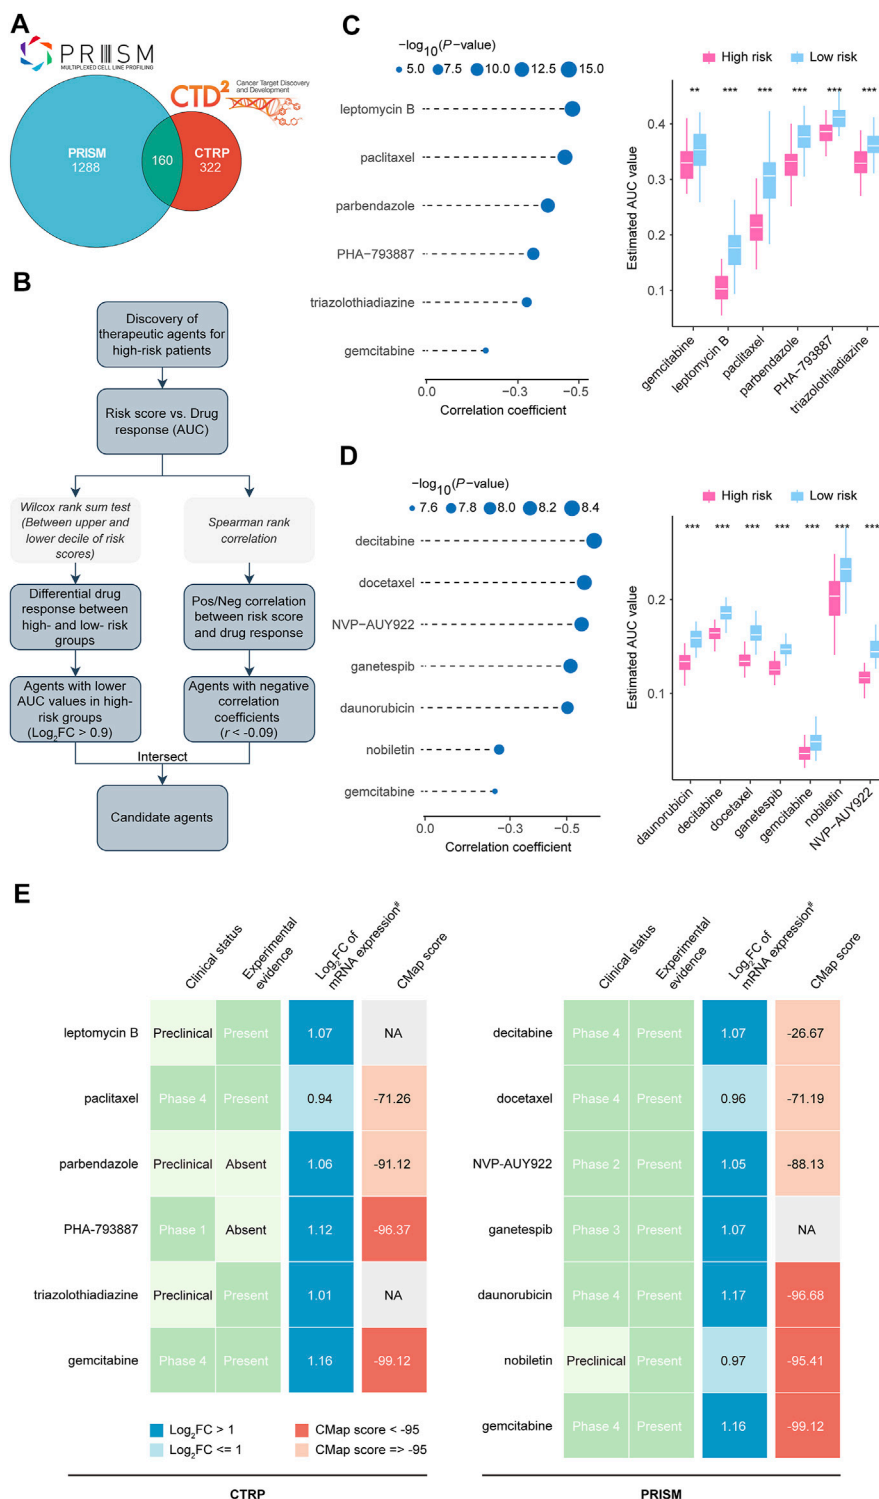 A
PRISM
MULTIPLEXED CELL LINE PROFILING
CTD²
Cancer Target Discovery
and Development
PRISM
1288
160
CTRP
322
B
Discovery of
therapeutic agents for
high-risk patients
Risk score vs. Drug
response (AUC)
Wilcox rank sum test
(Between upper and
lower decile of risk
scores)
Spearman rank
correlation
Differential drug
response between
high- and low- risk
groups
Pos/Neg correlation
between risk score
and drug response
Agents with lower
AUC values in high-
risk groups
(Log₂FC > 0.9)
Agents with negative
correlation
coefficients
(r < -0.09)
Intersect
Candidate agents
C
−log₁₀(P−value)
5.0 7.5 10.0 12.5 15.0
leptomycin B
paclitaxel
parbendazole
PHA−793887
triazolothiadiazine
gemcitabine
0.0 −0.3 −0.5
Correlation coefficient
High risk Low risk
** *** *** *** *** ***
Estimated AUC value
0.4
0.3
0.2
0.1
gemcitabine
leptomycin B
paclitaxel
parbendazole
PHA−793887
triazolothiadiazine
D
−log₁₀(P−value)
7.6 7.8 8.0 8.2 8.4
decitabine
docetaxel
NVP−AUY922
ganetespib
daunorubicin
nobiletin
gemcitabine
0.0 −0.3 −0.5
Correlation coefficient
High risk Low risk
*** *** *** *** *** *** ***
Estimated AUC value
0.2
0.1
daunorubicin
decitabine
docetaxel
ganetespib
gemcitabine
nobiletin
NVP−AUY922
E
Clinical status
Experimental
evidence
Log₂FC of
mRNA expression#
CMap score
leptomycin B Preclinical Present 1.07 NA
paclitaxel Phase 4 Present 0.94 -71.26
parbendazole Preclinical Absent 1.06 -91.12
PHA-793887 Phase 1 Absent 1.12 -96.37
triazolothiadiazine Preclinical Present 1.01 NA
gemcitabine Phase 4 Present 1.16 -99.12
Log₂FC > 1
CMap score < -95
Log₂FC <= 1
CMap score => -95
CTRP
Clinical status
Experimental
evidence
Log₂FC of
mRNA expression#
CMap score
decitabine Phase 4 Present 1.07 -26.67
docetaxel Phase 4 Present 0.96 -71.19
NVP-AUY922 Phase 2 Present 1.05 -88.13
ganetespib Phase 3 Present 1.07 NA
daunorubicin Phase 4 Present 1.17 -96.68
nobiletin Preclinical Present 0.97 -95.41
gemcitabine Phase 4 Present 1.16 -99.12
PRISM